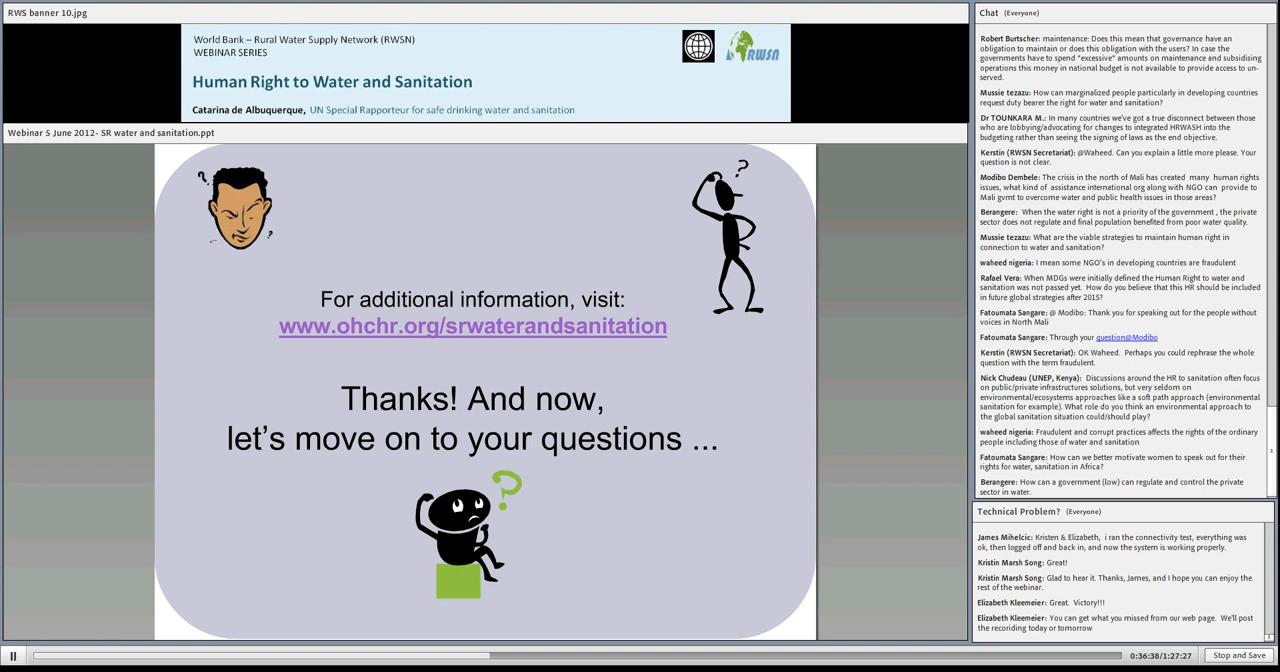 RWS banner 10.jpg
World Bank – Rural Water Supply Network (RWSN)
WEBINAR SERIES
RWSN
Human Right to Water and Sanitation
Catarina de Albuquerque, UN Special Rapporteur for safe drinking water and sanitation
Webinar 5 June 2012- SR water and sanitation.ppt
?
?
?
For additional information, visit:
www.ohchr.org/srwaterandsanitation
Thanks! And now,
let's move on to your questions ...
?
Chat (Everyone)
Robert Burtscher: maintenance: Does this mean that governance have an
obligation to maintain or does this obligation with the users? In case the
governments have to spend "excessive" amounts on maintenance and subsidising
operations this money in national budget is not available to provide access to un-
served.
Mussie tezazu: How can marginalized people particularly in developing countries
request duty bearer the right for water and sanitation?
Dr TOUNKARA M.: In many countries we've got a true disconnect between those
who are lobbying/advocating for changes to integrated HRWASH into the
budgeting rather than seeing the signing of laws as the end objective.
Kerstin (RWSN Secretariat): @Waheed. Can you explain a little more please. Your
question is not clear.
Modibo Dembele: The crisis in the north of Mali has created many human rights
issues, what kind of assistance international org along with NGO can provide to
Mali gvmt to overcome water and public health issues in those areas?
Berangere: When the water right is not a priority of the government , the private
sector does not regulate and final population benefited from poor water quality.
Mussie tezazu: What are the viable strategies to maintain human right in
connection to water and sanitation?
waheed nigeria: I mean some NGO's in developing countries are fraudulent
Rafael Vera: When MDGs were initially defined the Human Right to water and
sanitation was not passed yet. How do you believe that this HR should be included
in future global strategies after 2015?
Fatoumata Sangare: @ Modibo: Thank you for speaking out for the people without
voices in North Mali
Fatoumata Sangare: Through your question@Modibo
Kerstin (RWSN Secretariat): OK Waheed. Perhaps you could rephrase the whole
question with the term fraudulent.
Nick Chudeau (UNEP, Kenya): Discussions around the HR to sanitation often focus
on public/private infrastructures solutions, but very seldom on
environmental/ecosystems approaches like a soft path approach (environmental
sanitation for example). What role do you think an environmental approach to
the global sanitation situation could/should play?
waheed nigeria: Fraudulent and corrupt practices affects the rights of the ordinary
people including those of water and sanitation
Fatoumata Sangare: How can we better motivate women to speak out for their
rights for water, sanitation in Africa?
Berangere: How can a government (low) can regulate and control the private
sector in water.
Technical Problem? (Everyone)
James Mihelcic: Kristen & Elizabeth, i ran the connectivity test, everything was
ok, then logged off and back in, and now the system is working properly.
Kristin Marsh Song: Great!
Kristin Marsh Song: Glad to hear it. Thanks, James, and I hope you can enjoy the
rest of the webinar.
Elizabeth Kleemeier: Great. Victory!!!
Elizabeth Kleemeier: You can get what you missed from our web page. We'll post
the recoriding today or tomorrow
0:36:38/1:27:27
Stop and Save